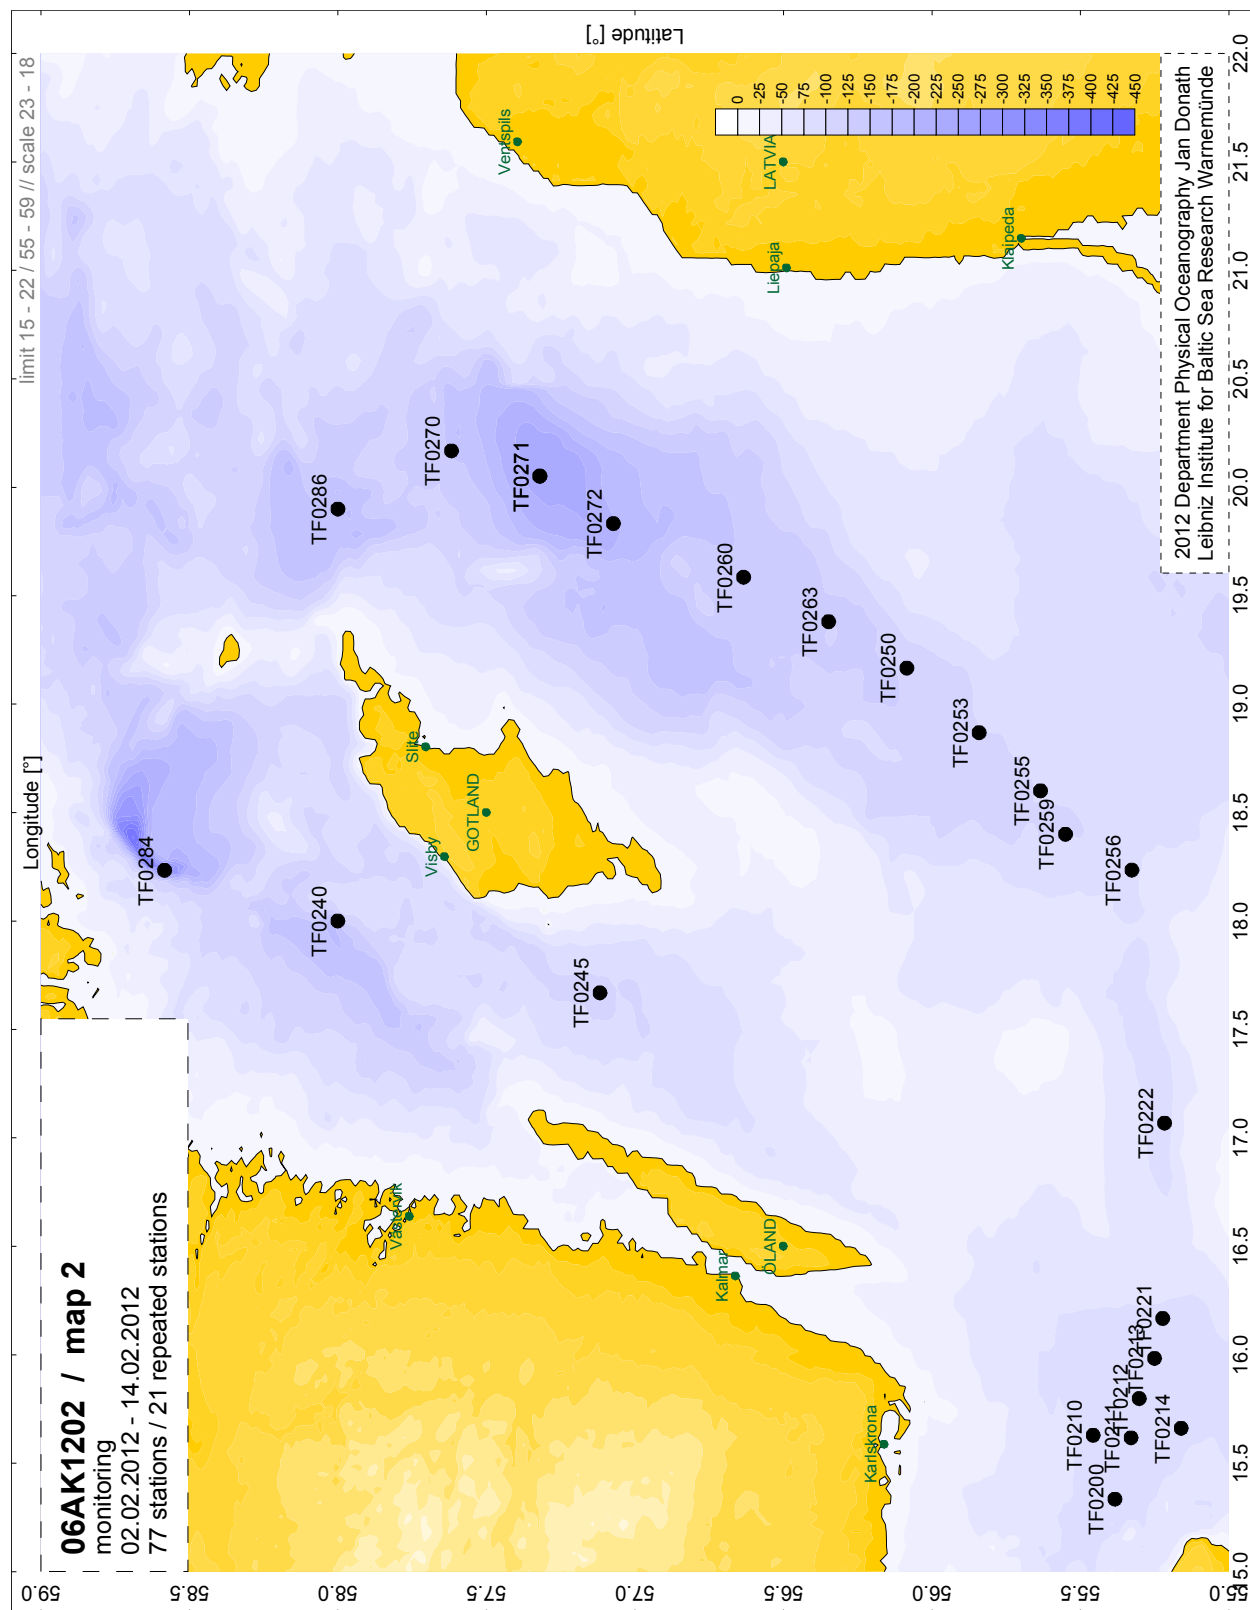 06AK1202 / map 2
monitoring
02.02.2012 - 14.02.2012
77 stations / 21 repeated stations
Longitude [°]
limit 15 - 22 / 55 - 59 // scale 23 - 18
Latitude [°]
59.0
58.5
58.0
57.5
57.0
56.5
56.0
55.5
55.0
15.0
15.5
16.0
16.5
17.0
17.5
18.0
18.5
19.0
19.5
20.0
20.5
21.0
21.5
22.0
TF0284
TF0240
TF0286
TF0270
TF0271
TF0272
TF0245
TF0260
TF0263
TF0250
TF0253
TF0255
TF0259
TF0256
TF0222
TF0221
TF0213
TF0212
TF0211
TF0210
TF0214
TF0200
Västervik
Visby
Slite
GOTLAND
Ventspils
Kalmar
ÖLAND
Karlskrona
Liepaja
LATVIA
Klaipeda
0
-25
-50
-75
-100
-125
-150
-175
-200
-225
-250
-275
-300
-325
-350
-375
-400
-425
-450
2012 Department Physical Oceanography Jan Donath
Leibniz Institute for Baltic Sea Research Warnemünde